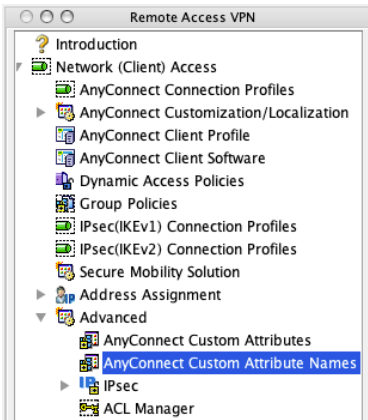 Remote Access VPN
Introduction
Network (Client) Access
AnyConnect Connection Profiles
AnyConnect Customization/Localization
AnyConnect Client Profile
AnyConnect Client Software
Dynamic Access Policies
Group Policies
IPsec(IKEv1) Connection Profiles
IPsec(IKEv2) Connection Profiles
Secure Mobility Solution
Address Assignment
Advanced
AnyConnect Custom Attributes
AnyConnect Custom Attribute Names
IPsec
ACL Manager